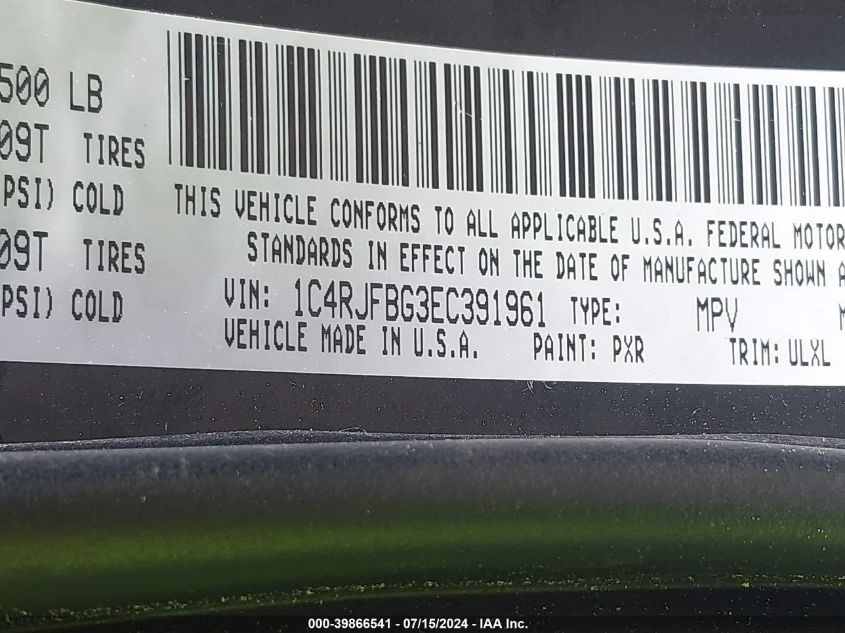 500 LB
09T TIRES
PSI) COLD
09T TIRES
PSI) COLD
THIS VEHICLE CONFORMS TO ALL APPLICABLE U.S.A. FEDERAL MOTOR
STANDARDS IN EFFECT ON THE DATE OF MANUFACTURE SHOWN A
VIN: 1C4RJFBG3EC391961 TYPE: MPV M
VEHICLE MADE IN U.S.A. PAINT: PXR TRIM: ULXL
000-39866541 - 07/15/2024 - IAA Inc.